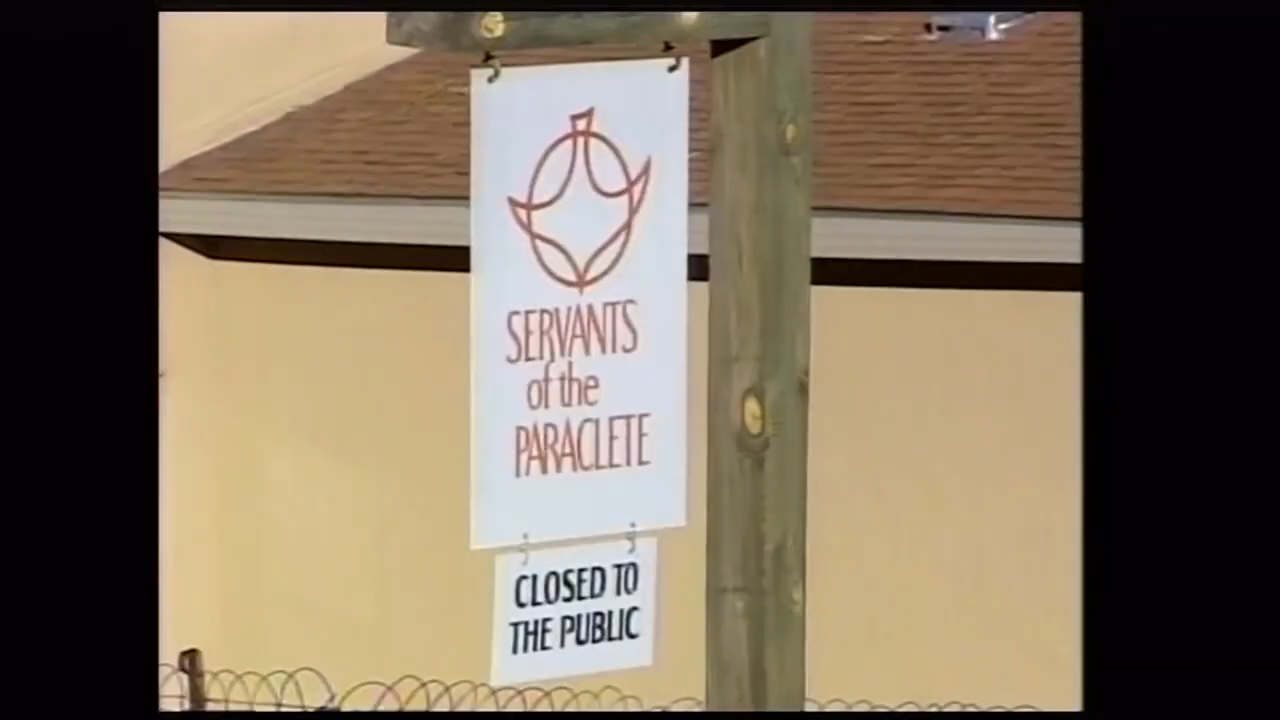 SERVANTS
of the
PARACLETE
CLOSED TO
THE PUBLIC